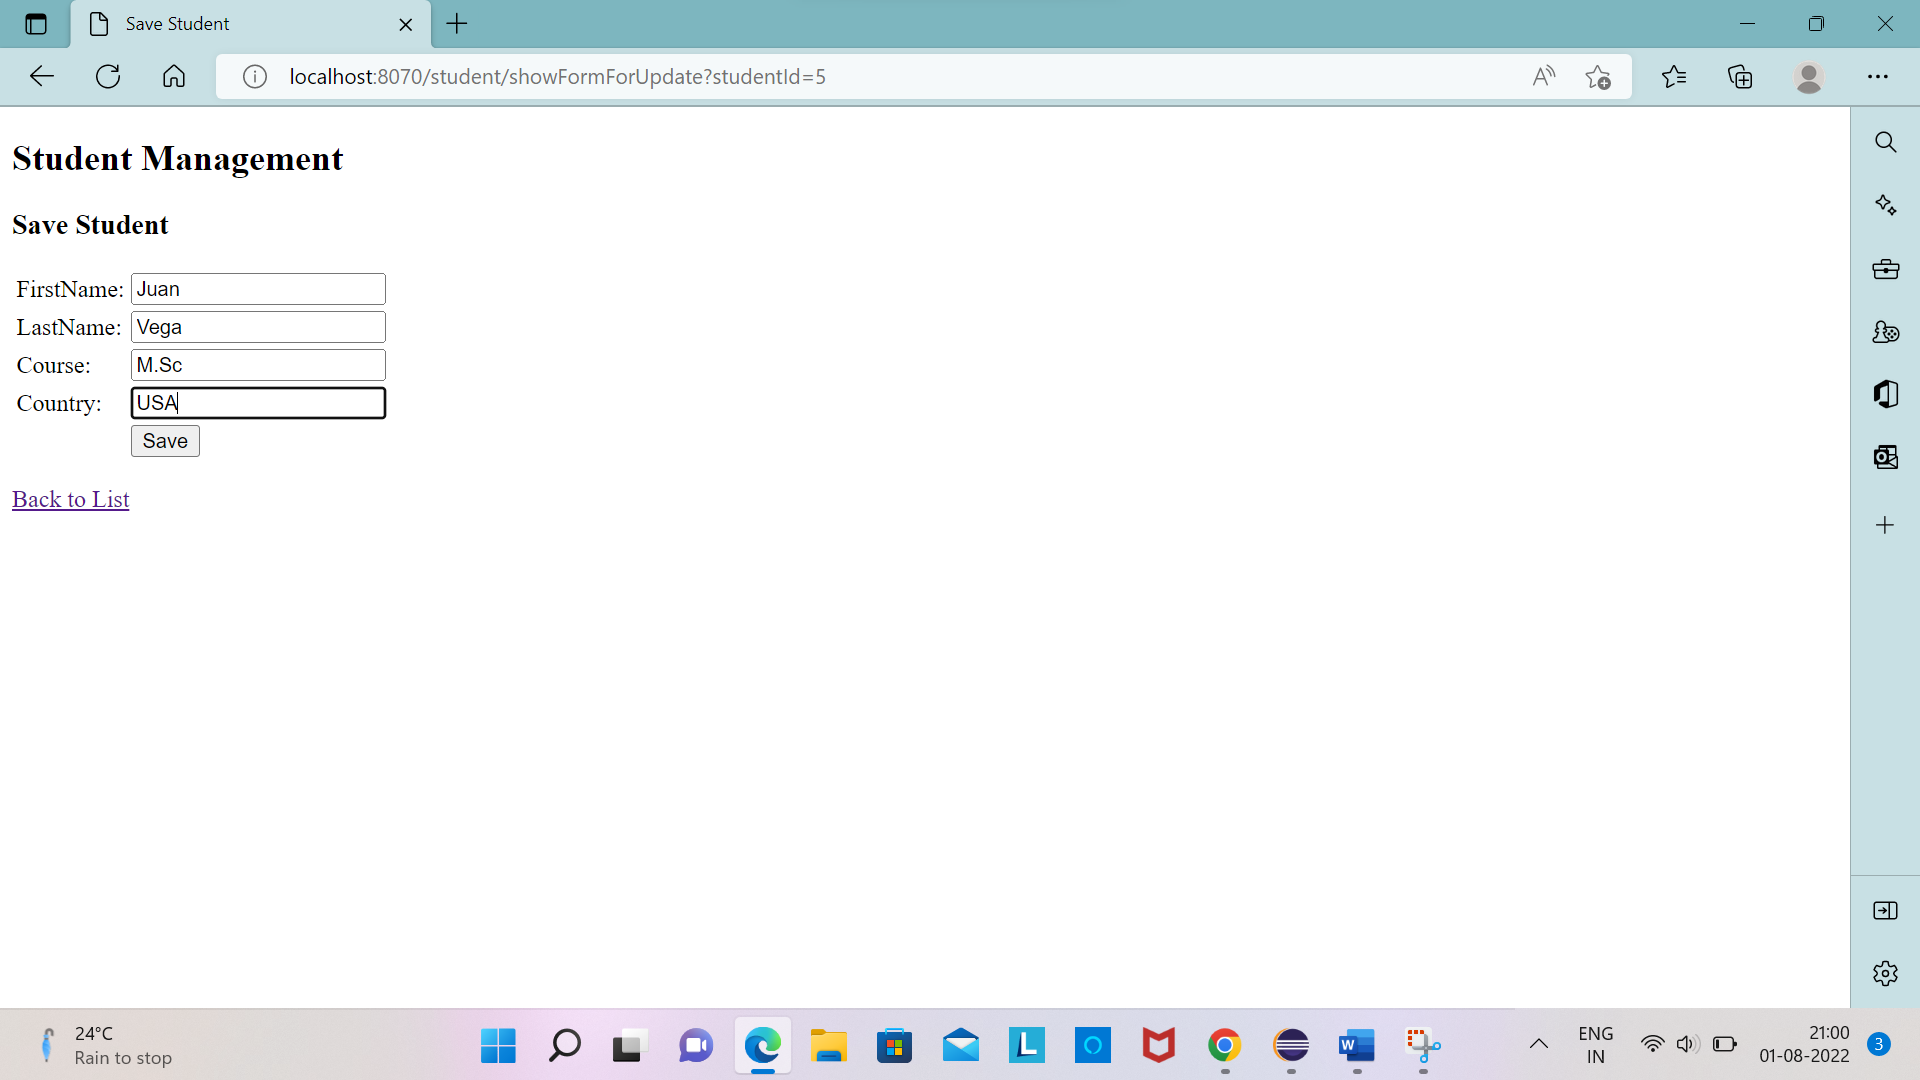 Save Student
localhost:8070/student/showFormForUpdate?studentId=5
Student Management
Save Student
FirstName: Juan
LastName: Vega
Course: M.Sc
Country: USA
Save
Back to List
24°C
Rain to stop
ENG
IN
21:00
01-08-2022
3